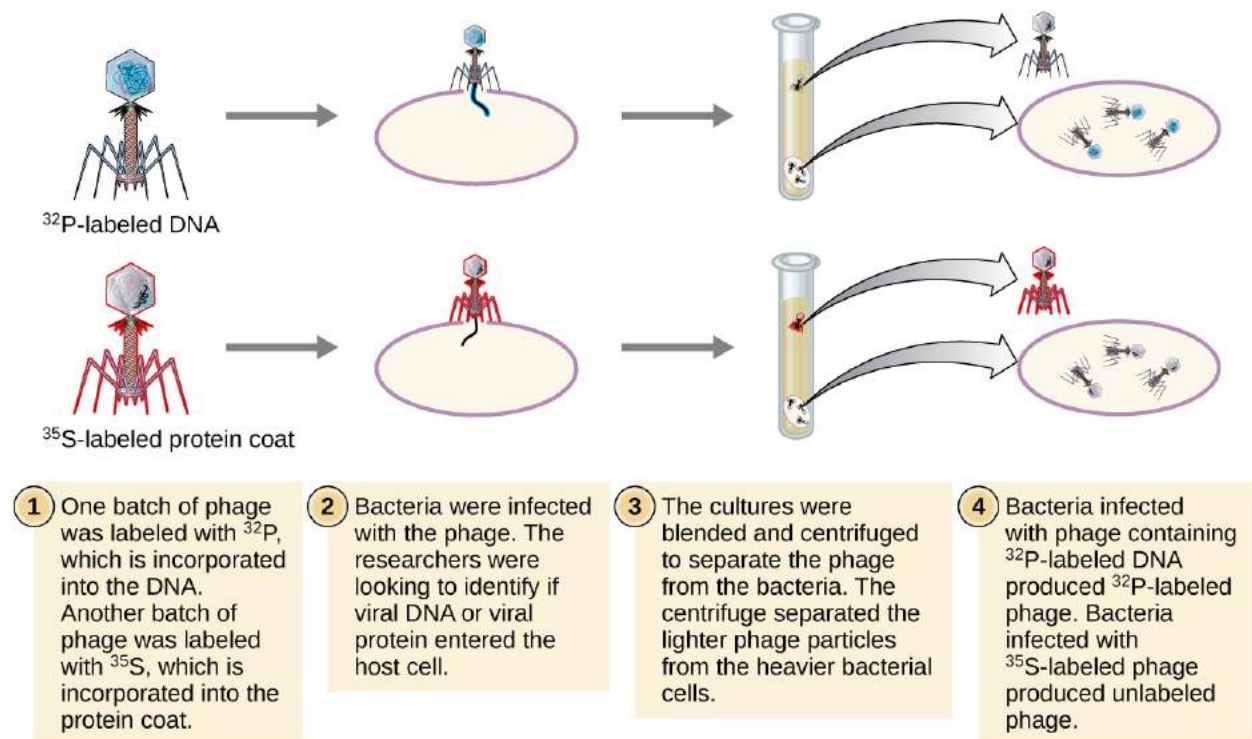 ³²P-labeled DNA
³⁵S-labeled protein coat
1 One batch of phage
was labeled with ³²P,
which is incorporated
into the DNA.
Another batch of
phage was labeled
with ³⁵S, which is
incorporated into the
protein coat.
2 Bacteria were infected
with the phage. The
researchers were
looking to identify if
viral DNA or viral
protein entered the
host cell.
3 The cultures were
blended and centrifuged
to separate the phage
from the bacteria. The
centrifuge separated the
lighter phage particles
from the heavier bacterial
cells.
4 Bacteria infected
with phage containing
³²P-labeled DNA
produced ³²P-labeled
phage. Bacteria
infected with
³⁵S-labeled phage
produced unlabeled
phage.